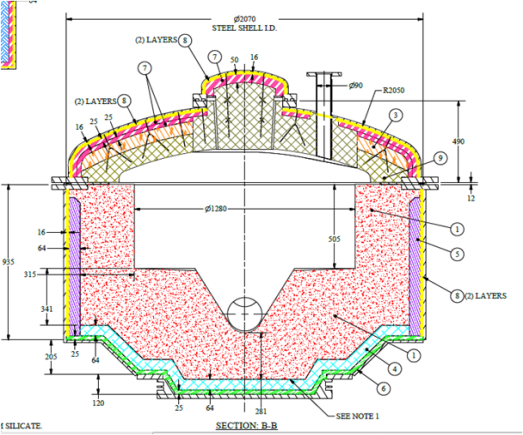 64
Ø2070
STEEL SHELL I.D.
(2) LAYERS 8
7
50
16
8
7
Ø90
R2050
(2) LAYERS 8
25
25
16
3
490
9
12
Ø1280
1
16
64
505
5
935
315
8 (2) LAYERS
341
1
25
64
4
205
6
120
25
64
281
SEE NOTE 1
SILICATE.
SECTION: B-B